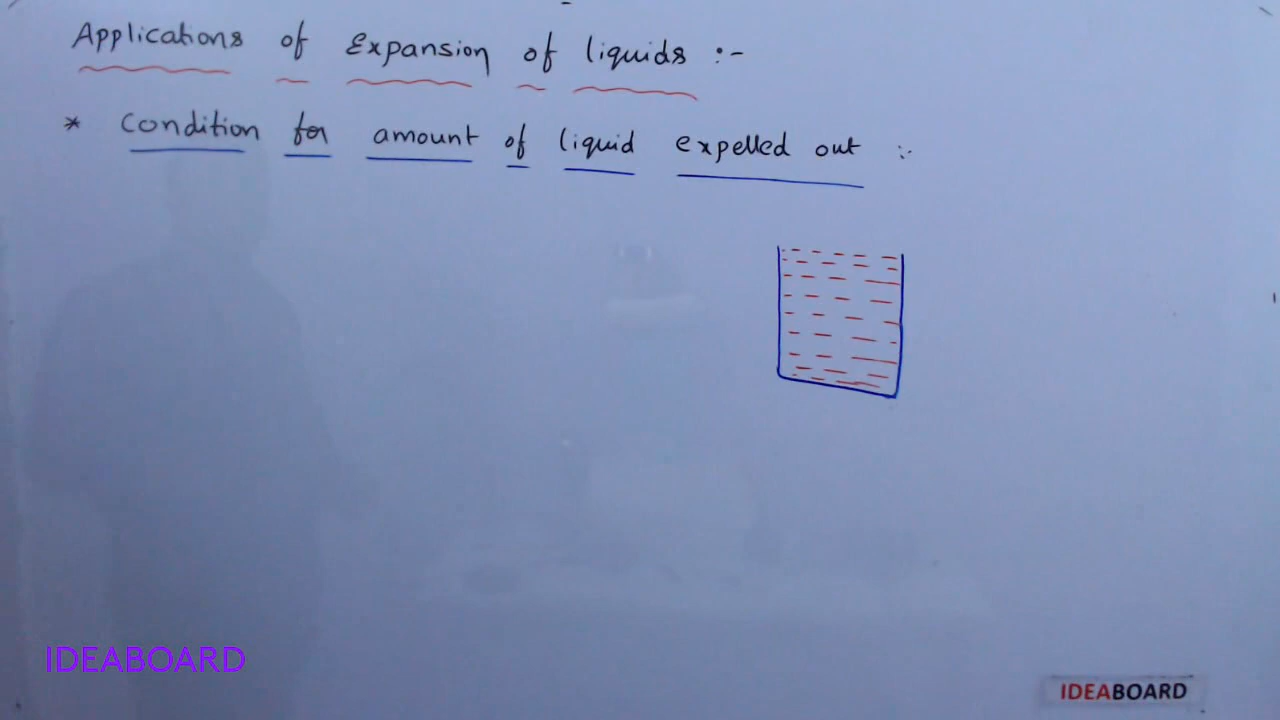 Applications of Expansion of liquids :-
* Condition for amount of liquid expelled out :-
IDEABOARD
IDEABOARD